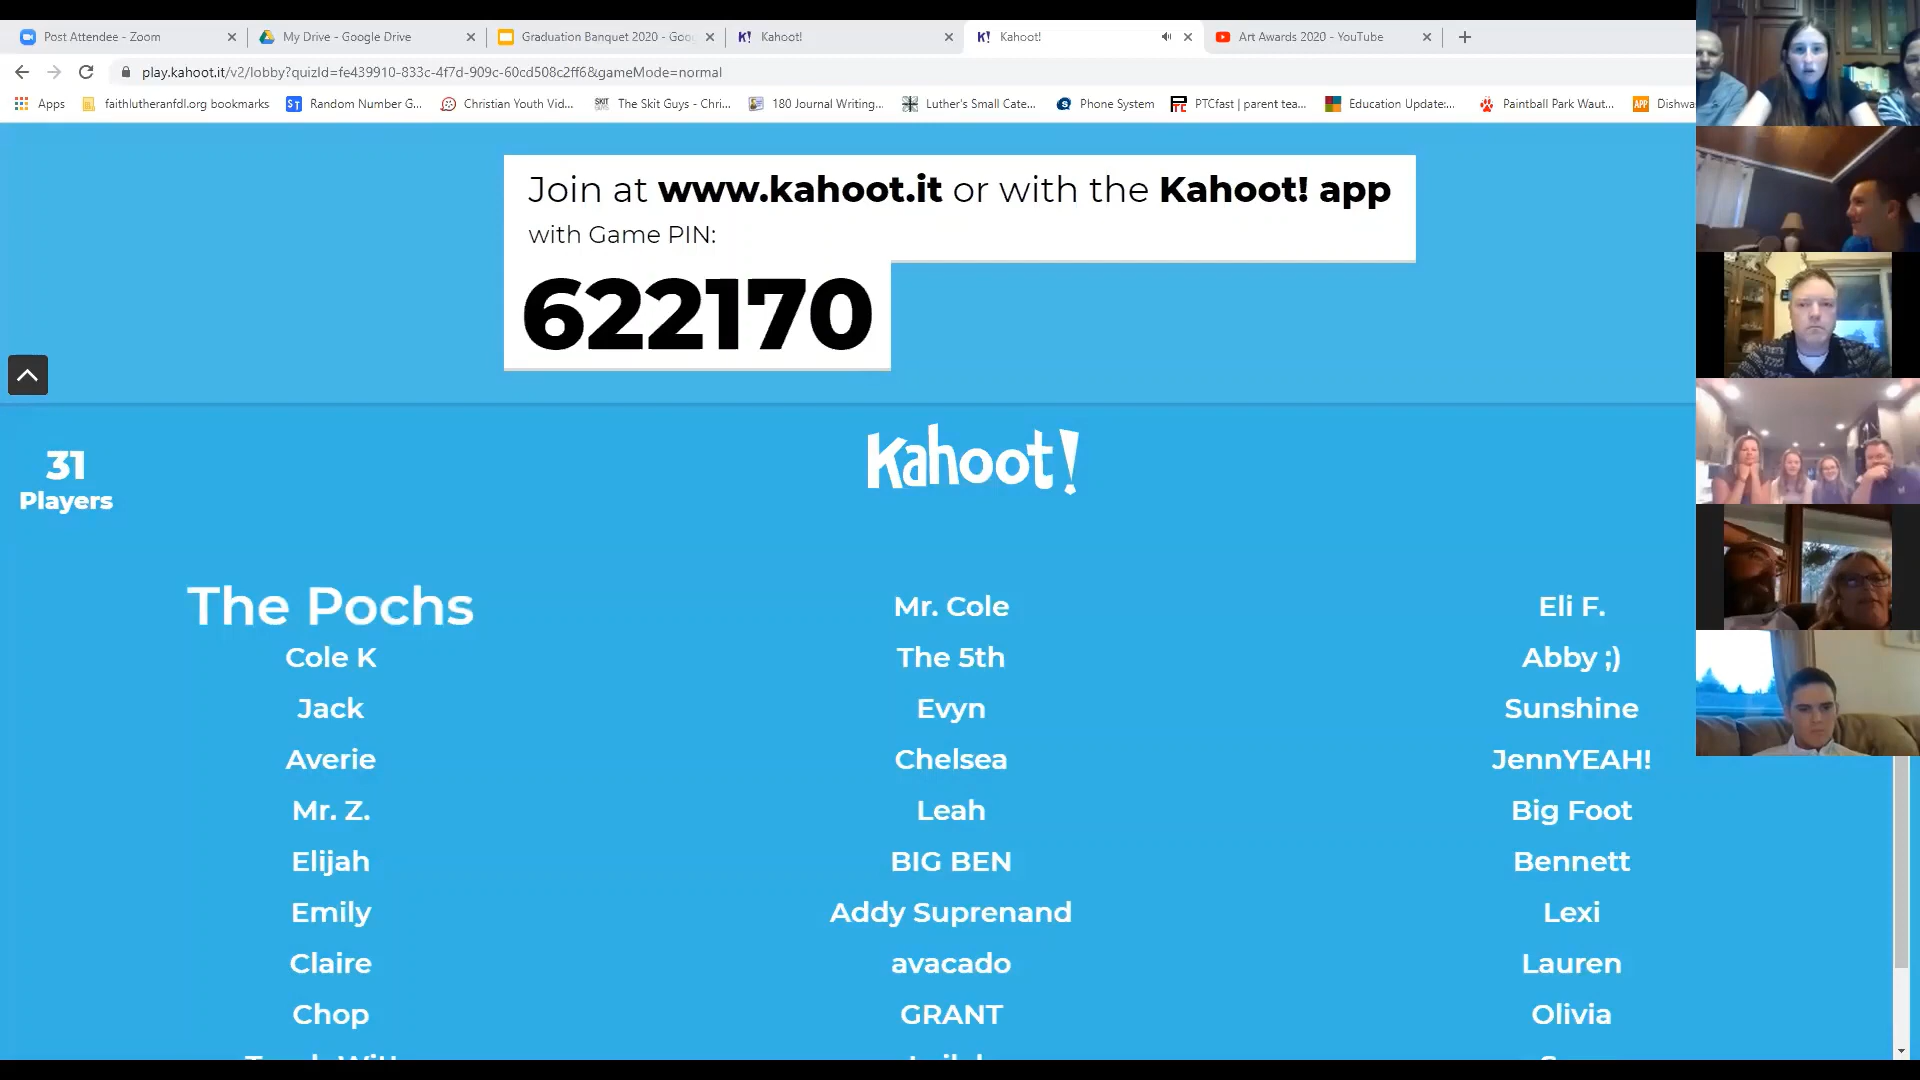 Post Attendee - Zoom
My Drive - Google Drive
Graduation Banquet 2020 - Goo
Kahoot!
Kahoot!
Art Awards 2020 - YouTube
play.kahoot.it/v2/lobby?quizId=fe439910-833c-4f7d-909c-60cd508c2ff6&gameMode=normal
Apps
faithlutheranfdl.org bookmarks
Random Number G...
Christian Youth Vid...
The Skit Guys - Chri...
180 Journal Writing...
Luther's Small Cate...
Phone System
PTCfast | parent tea...
Education Update:...
Paintball Park Waut...
Dishwa
Join at www.kahoot.it or with the Kahoot! app
with Game PIN:
622170
31
Players
Kahoot!
The Pochs
Mr. Cole
Eli F.
Cole K
The 5th
Abby ;)
Jack
Evyn
Sunshine
Averie
Chelsea
JennYEAH!
Mr. Z.
Leah
Big Foot
Elijah
BIG BEN
Bennett
Emily
Addy Suprenand
Lexi
Claire
avacado
Lauren
Chop
GRANT
Olivia